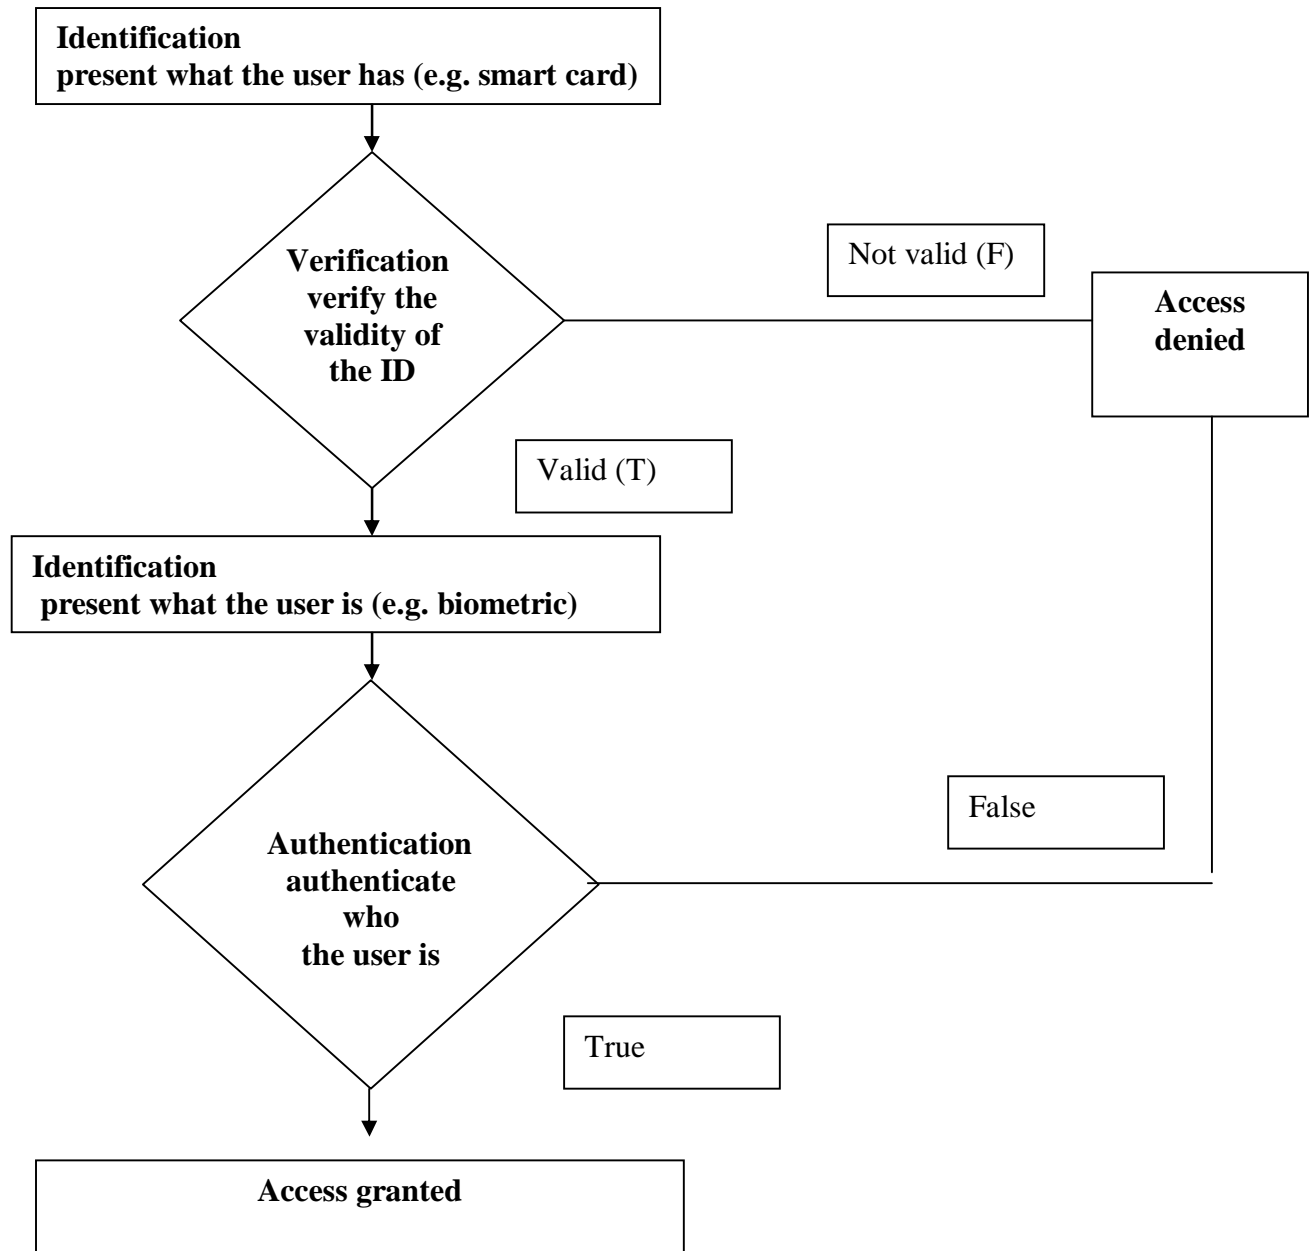 Identification
present what the user has (e.g. smart card)
Verification
verify the
validity of
the ID
Not valid (F)
Access
denied
Valid (T)
Identification
present what the user is (e.g. biometric)
Authentication
authenticate
who
the user is
False
True
Access granted